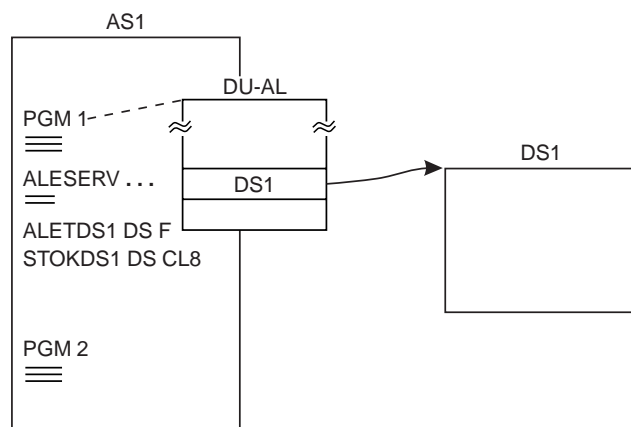 AS1
DU-AL
PGM 1
ALESERV . . .
DS1
DS1
ALETDS1 DS F
STOKDS1 DS CL8
PGM 2